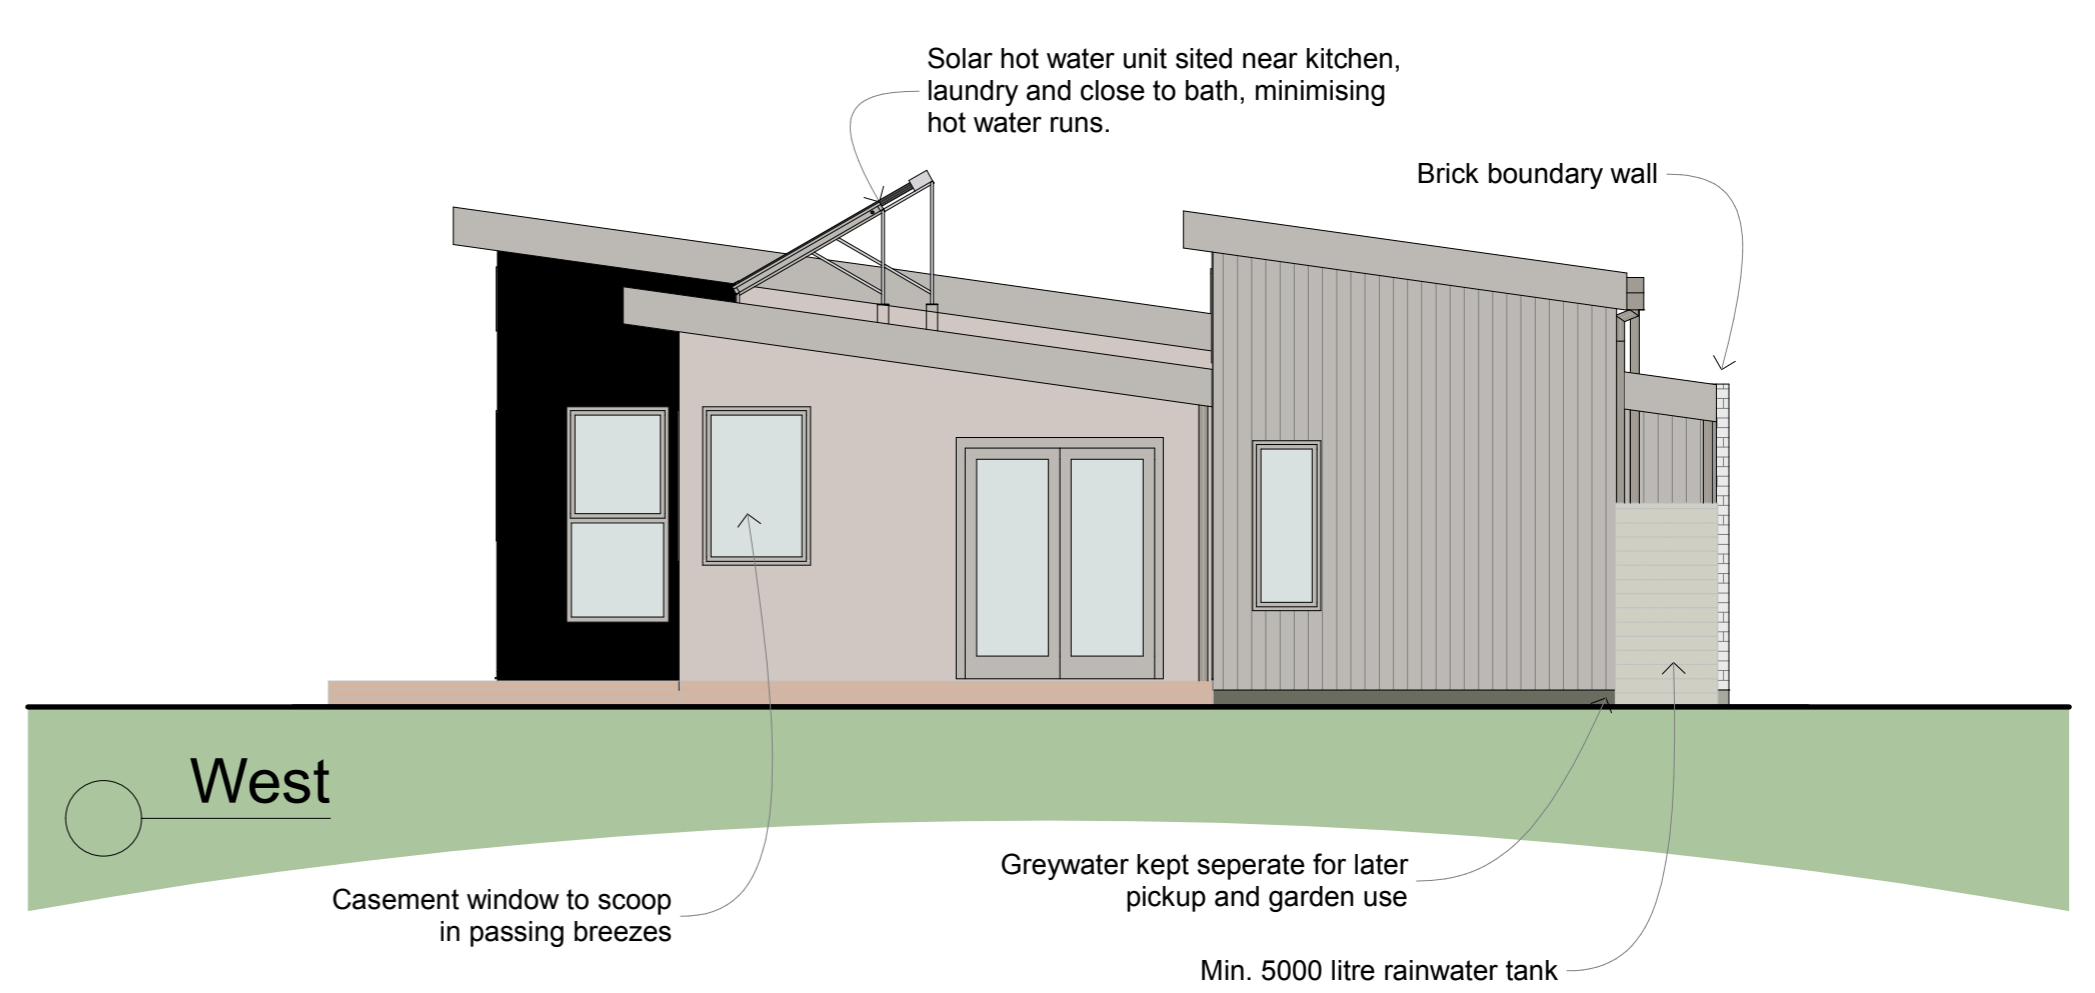 Solar hot water unit sited near kitchen,
laundry and close to bath, minimising
hot water runs.
Brick boundary wall
West
Casement window to scoop
in passing breezes
Greywater kept seperate for later
pickup and garden use
Min. 5000 litre rainwater tank